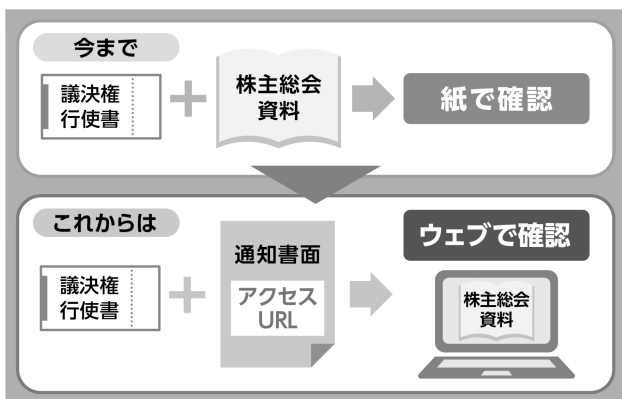 今まで
議決権
行使書
株主総会
資料
紙で確認
これからは
議決権
行使書
通知書面
アクセス
URL
ウェブで確認
株主総会
資料